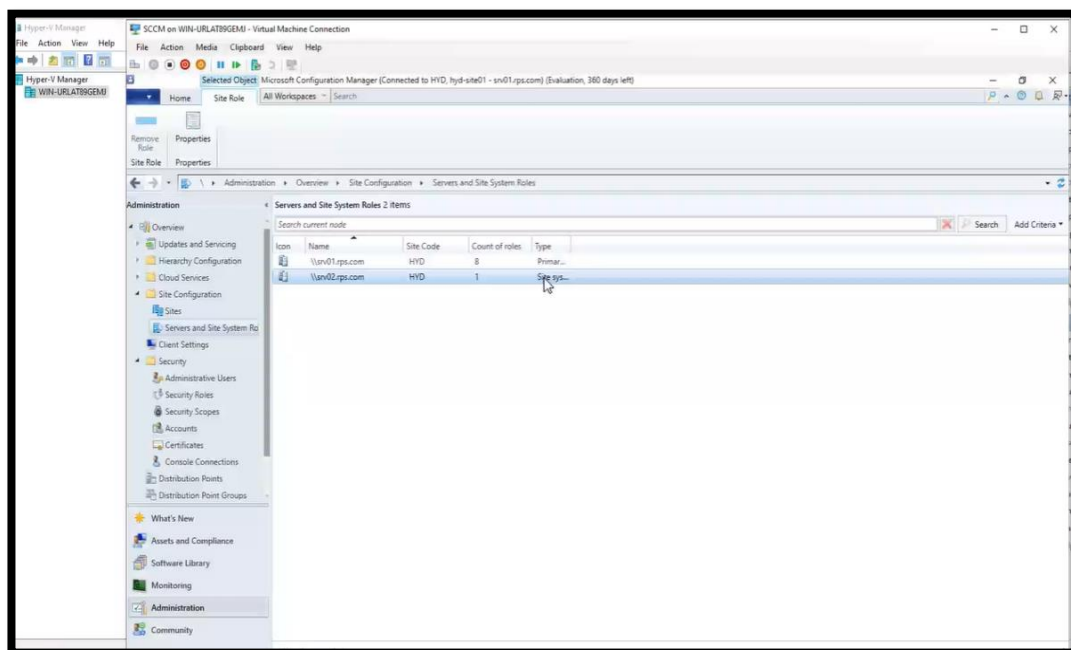 Hyper-V Manager
File Action View Help
Hyper-V Manager
WIN-URLAT89GEMJ
SCCM on WIN-URLAT89GEMJ - Virtual Machine Connection
File Action Media Clipboard View Help
Selected Object Microsoft Configuration Manager (Connected to HYD, hyd-site01 - srv01.rps.com) (Evaluation, 360 days left)
Home Site Role All Workspaces Search
Remove Role
Properties
Site Role Properties
\ Administration Overview Site Configuration Servers and Site System Roles
Administration
Overview
Updates and Servicing
Hierarchy Configuration
Cloud Services
Site Configuration
Sites
Servers and Site System Ro
Client Settings
Security
Administrative Users
Security Roles
Security Scopes
Accounts
Certificates
Console Connections
Distribution Points
Distribution Point Groups
What's New
Assets and Compliance
Software Library
Monitoring
Administration
Community
Servers and Site System Roles 2 items
Search current node Search Add Criteria
Icon Name Site Code Count of roles Type
\\srv01.rps.com HYD 8 Primar...
\\srv02.rps.com HYD 1 Site sys...